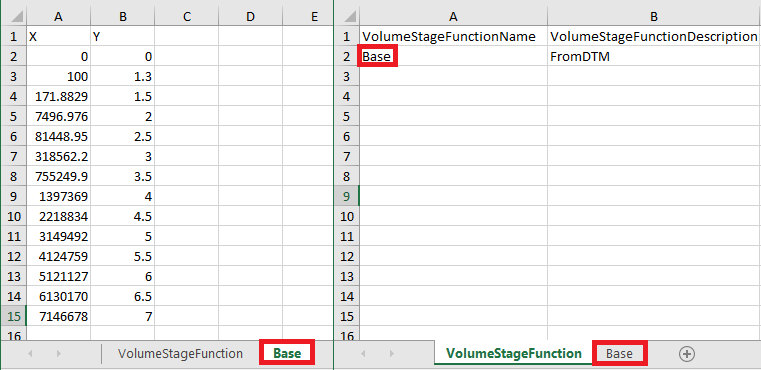 A B C D E
1 X Y
2 0 0
3 100 1.3
4 171.8829 1.5
5 7496.976 2
6 81448.95 2.5
7 318562.2 3
8 755249.9 3.5
9 1397369 4
10 2218834 4.5
11 3149492 5
12 4124759 5.5
13 5121127 6
14 6130170 6.5
15 7146678 7
16
VolumeStageFunction Base
A B
1 VolumeStageFunctionName VolumeStageFunctionDescription
2 Base FromDTM
3
4
5
6
7
8
9
10
11
12
13
14
15
16
VolumeStageFunction Base